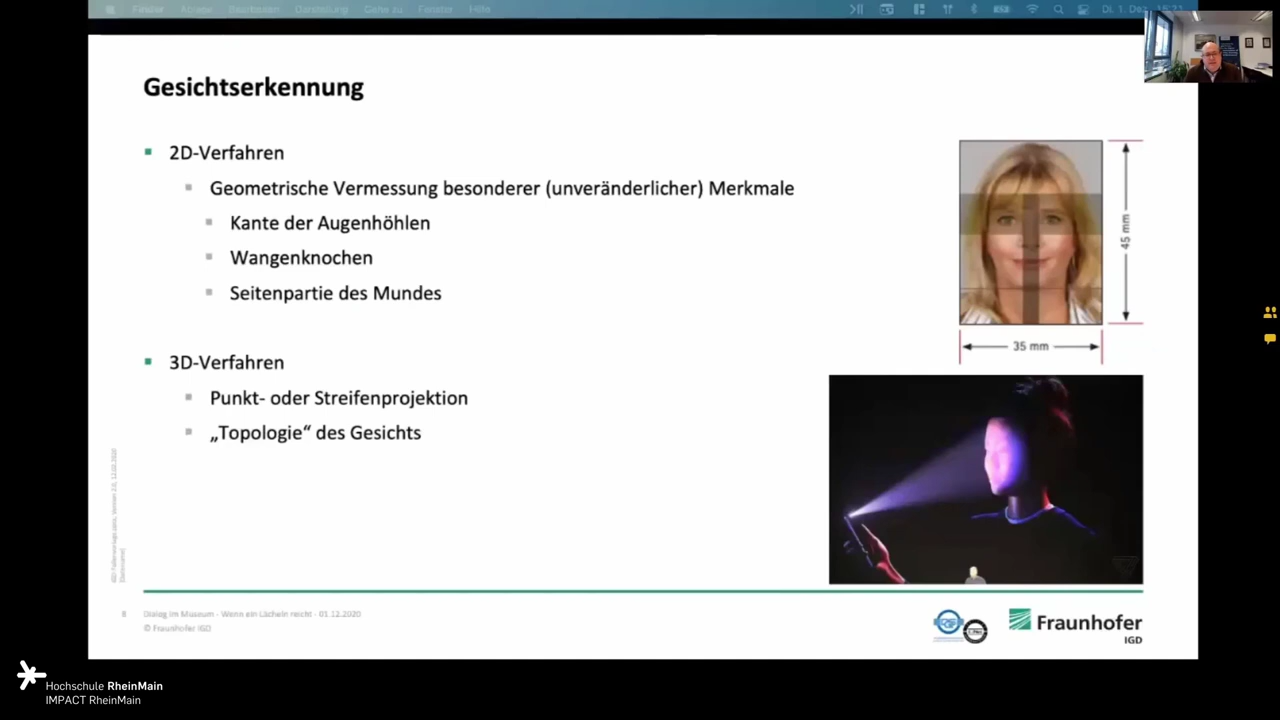 Gesichtserkennung
2D-Verfahren
Geometrische Vermessung besonderer (unveränderlicher) Merkmale
Kante der Augenhöhlen
Wangenknochen
Seitenpartie des Mundes
3D-Verfahren
Punkt- oder Streifenprojektion
„Topologie“ des Gesichts
45 mm
35 mm
8
Dialog im Museum - Wenn ein Lächeln reicht - 01.12.2020
© Fraunhofer IGD
Fraunhofer
IGD
Hochschule RheinMain
IMPACT RheinMain